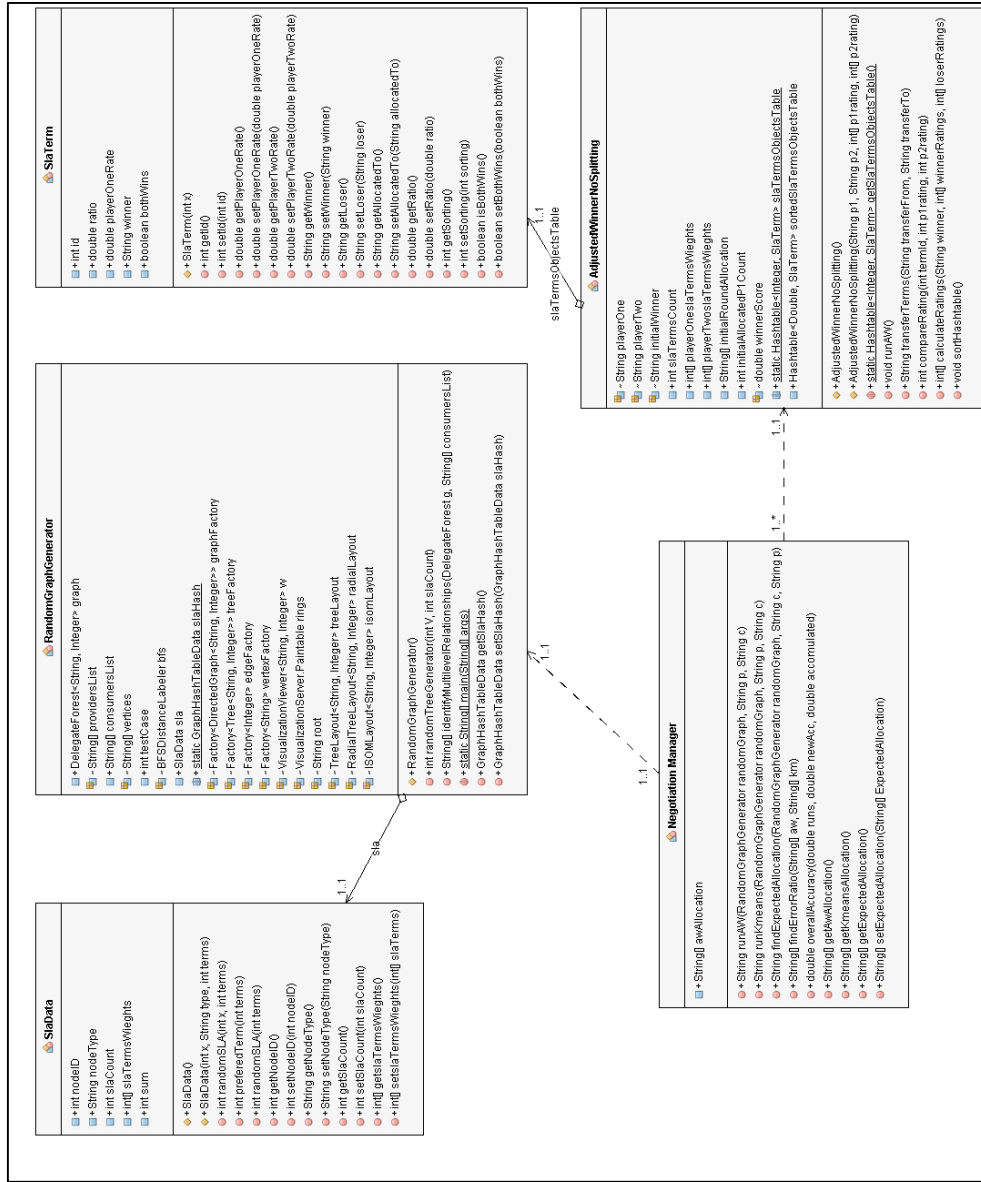 SlaData
+int nodeID
+String nodeType
+int slaCount
+int[] slaTermsWieghts
+int sum
+SlaData()
+SlaData(int x, String type, int terms)
+int randomSLA(int x, int terms)
+int preferedTerm(int terms)
+int randomSLA(int terms)
+int getNodeID()
+int setNodeID(int nodeID)
+String getNodeType()
+String setNodeType(String nodeType)
+int getSlaCount()
+int setSlaCount(int slaCount)
+int[] getslaTermsWieghts()
+int[] setslaTermsWieghts(int[] slaTerms)
1..1
sla
RandomGraphGenerator
+DelegateForest<String, Integer> graph
~String[] providersList
+String[] consumersList
~String[] vertices
+int testCase
~BFSDistanceLabeler bfs
+SlaData sla
+static GraphHashTableData slaHash
~Factory<DirectedGraph<String, Integer>> graphFactory
~Factory<Tree<String, Integer>> treeFactory
~Factory<Integer> edgeFactory
~Factory<String> vertexFactory
~VisualizationViewer<String, Integer> vv
~VisualizationServer.Paintable rings
~String root
~TreeLayout<String, Integer> treeLayout
~RadialTreeLayout<String, Integer> radialLayout
~ISOMLayout<String, Integer> isomLayout
+RandomGraphGenerator()
+int randomTreeGenerator(int V, int slaCount)
+String[] identifyMultilevelRelationships(DelegateForest g, String[] consumersList)
+static String[] main(String[] args)
+GraphHashTableData getSlaHash()
+GraphHashTableData setSlaHash(GraphHashTableData slaHash)
1..1
SlaTerm
+int id
+double ratio
+double playerOneRate
+String winner
+boolean bothWins
+SlaTerm(int x)
+int getId()
+int setId(int id)
+double getPlayerOneRate()
+double setPlayerOneRate(double playerOneRate)
+double getPlayerTwoRate()
+double setPlayerTwoRate(double playerTwoRate)
+String getWinner()
+String setWinner(String winner)
+String getLoser()
+String setLoser(String loser)
+String getAllocatedTo()
+String setAllocatedTo(String allocatedTo)
+double getRatio()
+double setRatio(double ratio)
+int getSorting()
+int setSorting(int sorting)
+boolean isBothWins()
+boolean setBothWins(boolean bothWins)
1..1
slaTermsObjectsTable
Negotiation Manager
+String[] awAllocation
+String runAW(RandomGraphGenerator randomGraph, String p, String c)
+String runKmeans(RandomGraphGenerator randomGraph, String p, String c)
+String findExpectedAllocation(RandomGraphGenerator randomGraph, String c, String p)
+String[] findErrorRatio(String[] aw, String[] km)
+double overallAccuracy(double runs, double newAcc, double accomulated)
+String[] getAwAllocation()
+String[] getKmeansAllocation()
+String[] getExpectedAllocation()
+String[] setExpectedAllocation(String[] ExpectedAllocation)
1..1
1..*
1..1
AdjustedWinnerNoSplitting
~String playerOne
~String playerTwo
~String initialWinner
+int slaTermsCount
+int[] playerOneslaTermsWieghts
+int[] playerTwoslaTermsWieghts
+String[] initialRoundAllocation
+int initialAllocatedP1Count
~double winnerScore
+static Hashtable<Integer, SlaTerm> slaTermsObjectsTable
+Hashtable<Double, SlaTerm> sortedSlaTermsObjectsTable
+AdjustedWinnerNoSplitting()
+AdjustedWinnerNoSplitting(String p1, String p2, int[] p1rating, int[] p2rating)
+static Hashtable<Integer, SlaTerm> getSlaTermsObjectsTable()
+void runAW()
+String transferTerms(String transferFrom, String transferTo)
+int compareRating(int termId, int p1rating, int p2rating)
+int[] calculateRatings(String winner, int[] winnerRatings, int[] loserRatings)
+void sortHashtable()